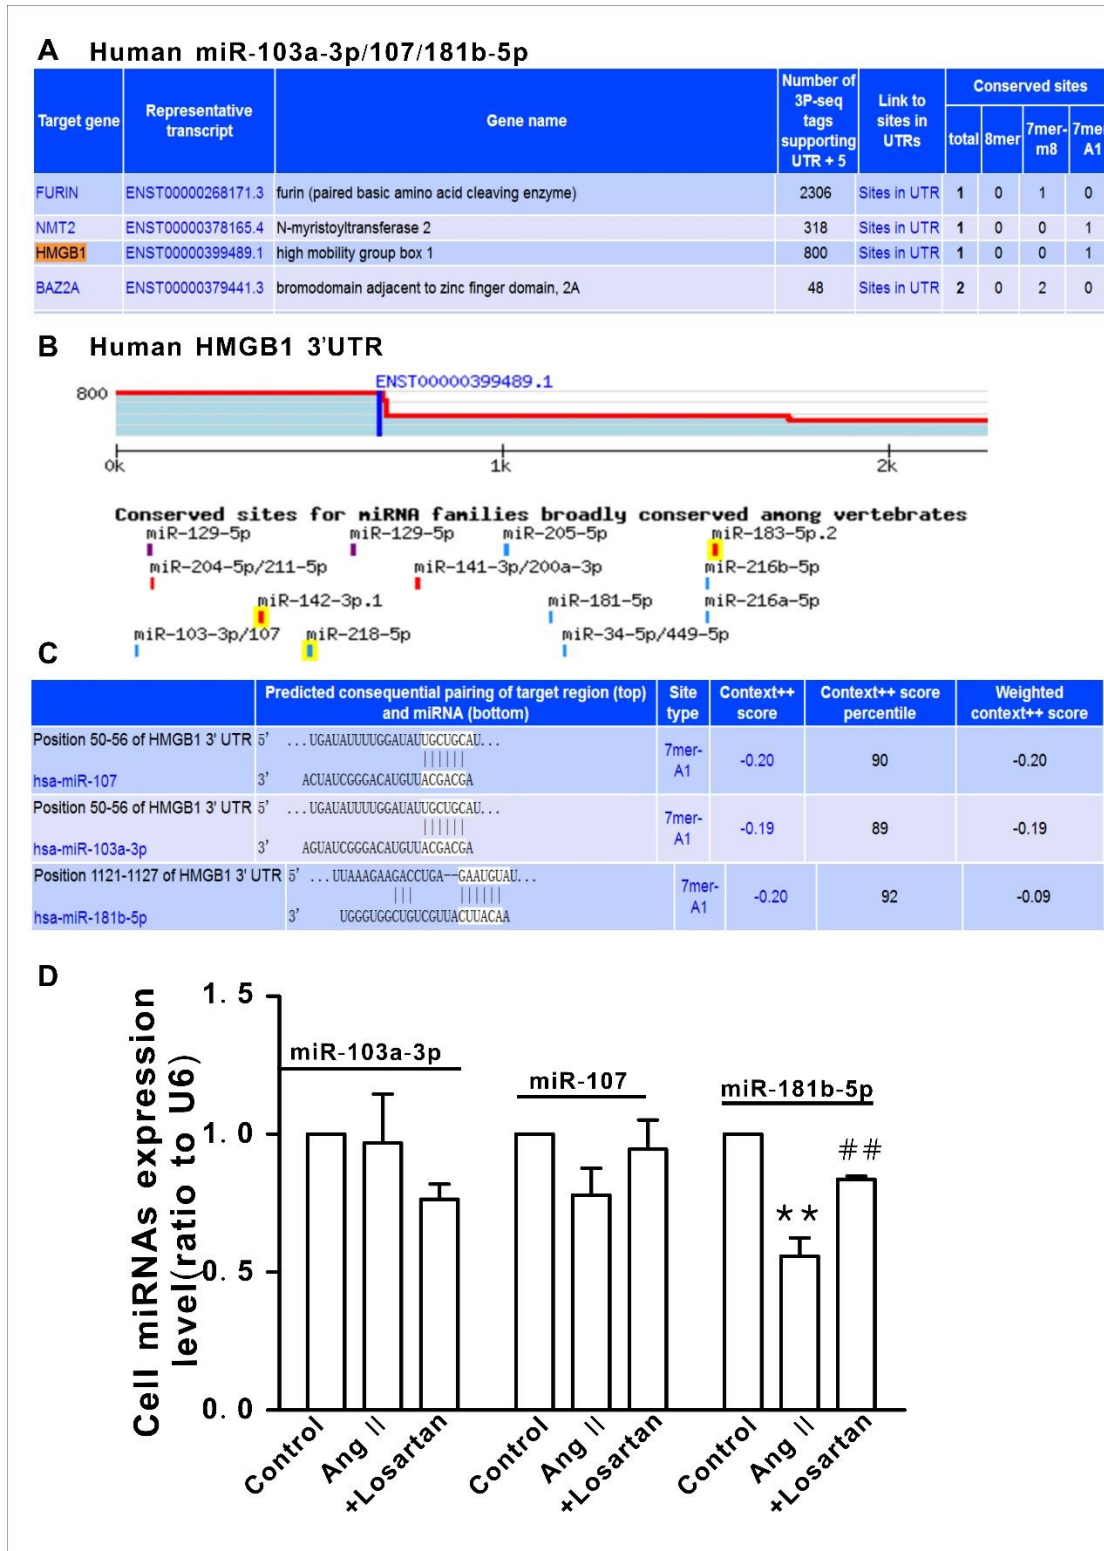 A Human miR-103a-3p/107/181b-5p
Target gene Representative transcript Gene name Number of 3P-seq tags supporting UTR + 5 Link to sites in UTRs Conserved sites
total 8mer 7mer-m8 7mer A1
FURIN ENST00000268171.3 furin (paired basic amino acid cleaving enzyme) 2306 Sites in UTR 1 0 1 0
NMT2 ENST00000378165.4 N-myristoyltransferase 2 318 Sites in UTR 1 0 0 1
HMGB1 ENST00000399489.1 high mobility group box 1 800 Sites in UTR 1 0 0 1
BAZ2A ENST00000379441.3 bromodomain adjacent to zinc finger domain, 2A 48 Sites in UTR 2 0 2 0
B Human HMGB1 3'UTR
ENST00000399489.1
800
0k 1k 2k
Conserved sites for miRNA families broadly conserved among vertebrates
miR-129-5p miR-129-5p miR-205-5p miR-183-5p.2
miR-204-5p/211-5p miR-141-3p/200a-3p miR-216b-5p
miR-142-3p.1 miR-181-5p miR-216a-5p
miR-103-3p/107 miR-218-5p miR-34-5p/449-5p
C
Predicted consequential pairing of target region (top) and miRNA (bottom) Site type Context++ score Context++ score percentile Weighted context++ score
Position 50-56 of HMGB1 3' UTR 5' ...UGAUAUUUUGGAUAUUGCUGCAU...
7mer-A1 -0.20 90 -0.20
hsa-miR-107 3' ACUAUCGGGACAUGUUACGACGA
Position 50-56 of HMGB1 3' UTR 5' ...UGAUAUUUUGGAUAUUGCUGCAU...
7mer-A1 -0.19 89 -0.19
hsa-miR-103a-3p 3' AGUAUCGGGACAUGUUACGACGA
Position 1121-1127 of HMGB1 3' UTR 5' ...UUAAAGAAGACCUGA--GAAUGUAU...
7mer-A1 -0.20 92 -0.09
hsa-miR-181b-5p 3' UGGGUGGCUGUCGUUACUUACAA
D
Cell miRNAs expression
level(ratio to U6)
1.5
1.0
0.5
0.0
miR-103a-3p
miR-107
miR-181b-5p
##
**
Control Ang II +Losartan Control Ang II +Losartan Control Ang II +Losartan